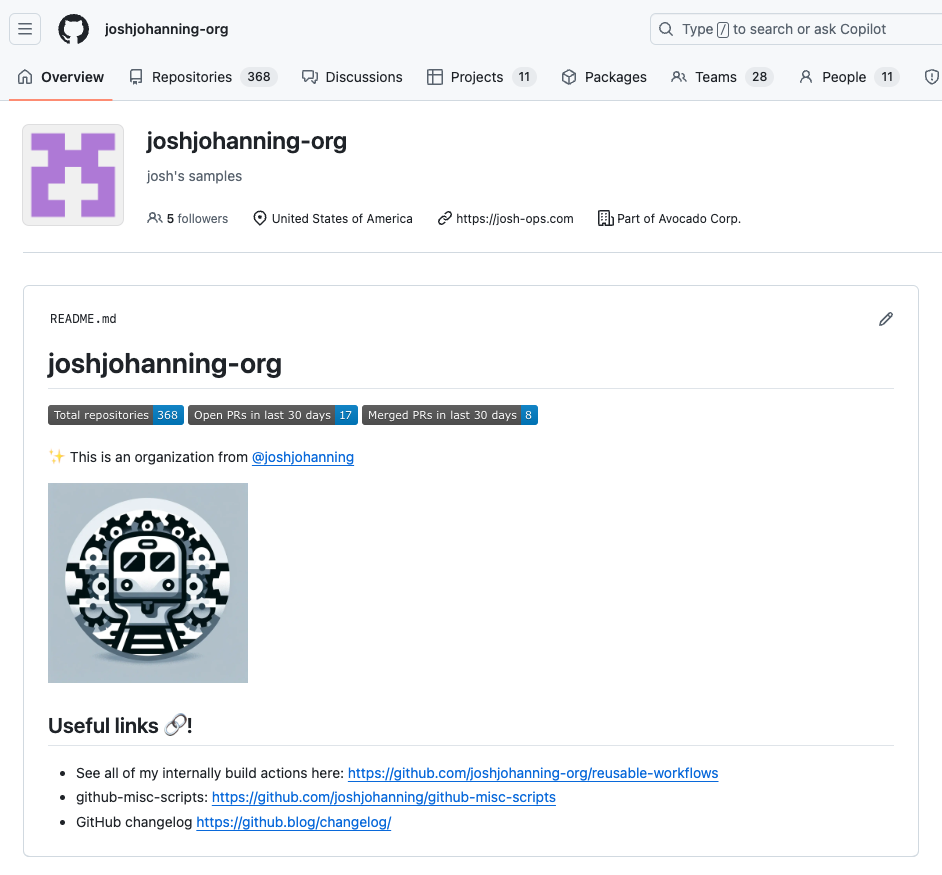 joshjohanning-org
Type / to search or ask Copilot
Overview Repositories 368 Discussions Projects 11 Packages Teams 28 People 11
joshjohanning-org
josh's samples
5 followers United States of America https://josh-ops.com Part of Avocado Corp.
README.md
joshjohanning-org
Total repositories 368 Open PRs in last 30 days 17 Merged PRs in last 30 days 8
✨ This is an organization from @joshjohanning
Useful links 🔗!
• See all of my internally build actions here: https://github.com/joshjohanning-org/reusable-workflows
• github-misc-scripts: https://github.com/joshjohanning/github-misc-scripts
• GitHub changelog https://github.blog/changelog/